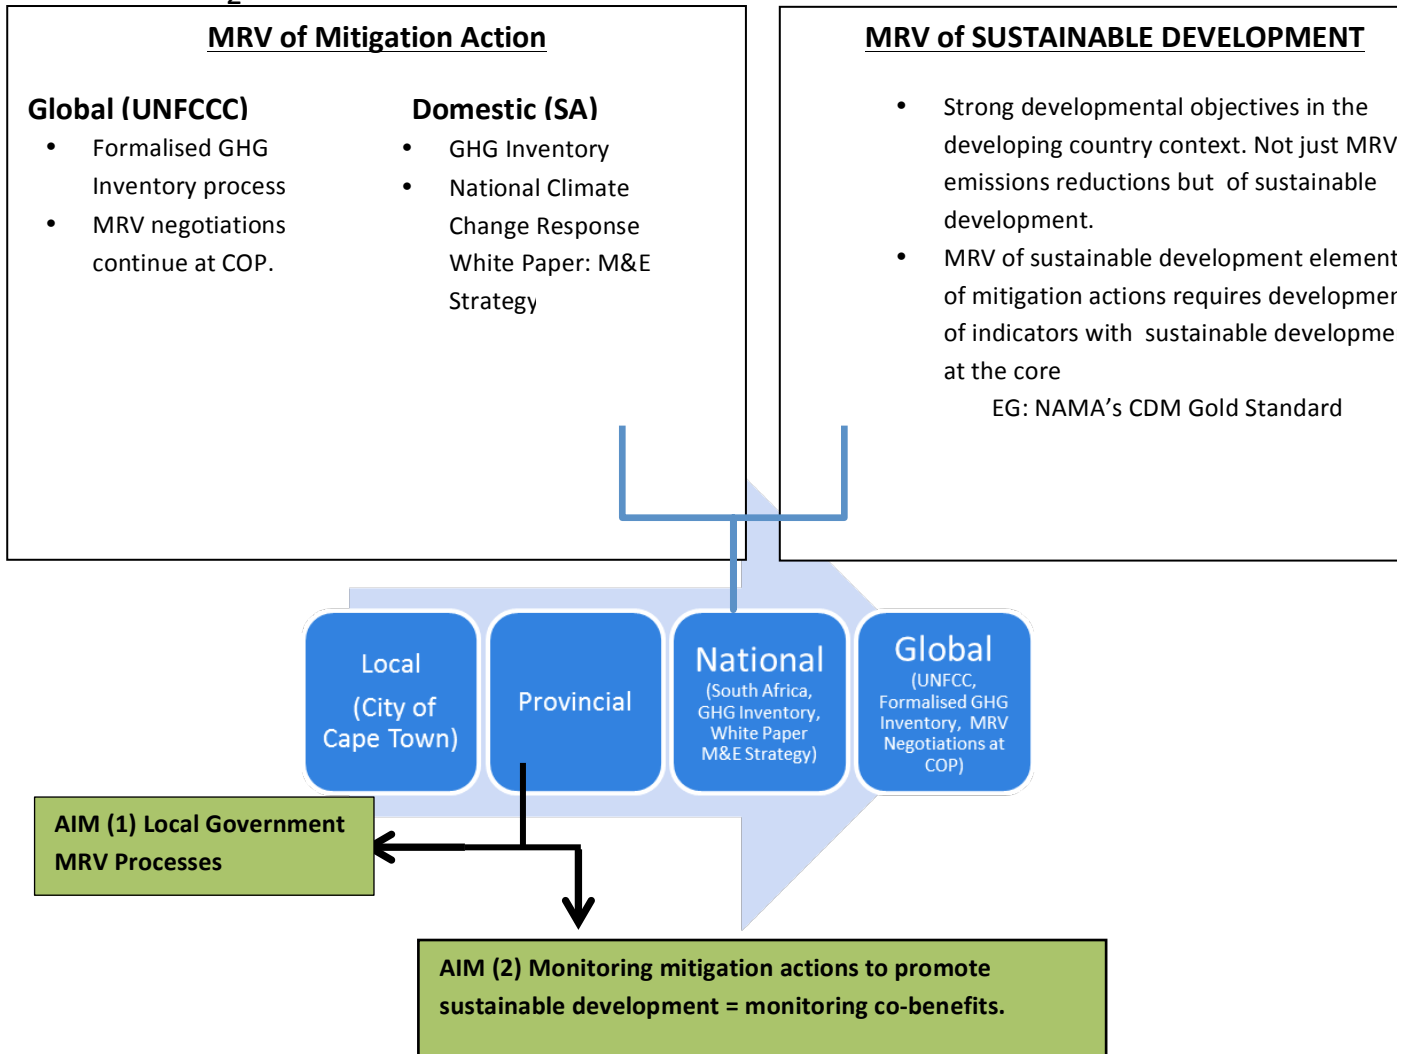 2
MRV of Mitigation Action
Global (UNFCCC)
• Formalised GHG
Inventory process
• MRV negotiations
continue at COP.
Domestic (SA)
• GHG Inventory
• National Climate
Change Response
White Paper: M&E
Strategy
MRV of SUSTAINABLE DEVELOPMENT
• Strong developmental objectives in the
developing country context. Not just MRV
emissions reductions but of sustainable
development.
• MRV of sustainable development element
of mitigation actions requires developmen
of indicators with sustainable developme
at the core
EG: NAMA's CDM Gold Standard
Local
(City of
Cape Town)
Provincial
National
(South Africa,
GHG Inventory,
White Paper
M&E Strategy)
Global
(UNFCC,
Formalised GHG
Inventory, MRV
Negotiations at
COP)
AIM (1) Local Government
MRV Processes
AIM (2) Monitoring mitigation actions to promote
sustainable development = monitoring co-benefits.